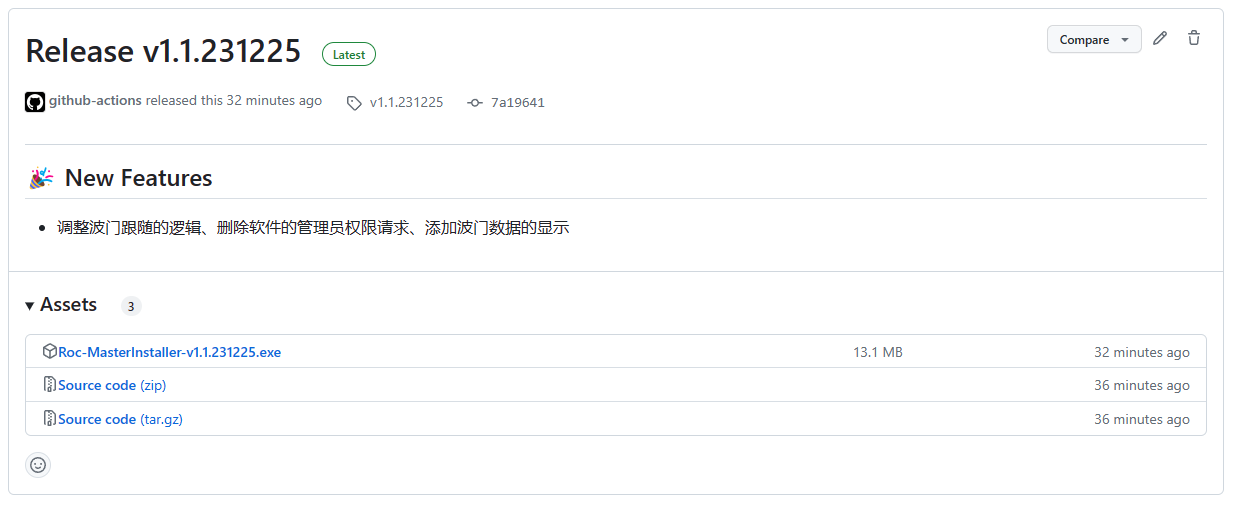 Release v1.1.231225 Latest Compare
github-actions released this 32 minutes ago v1.1.231225 7a19641
🎉 New Features
• 调整波门跟随的逻辑、删除软件的管理员权限请求、添加波门数据的显示
Assets 3
Roc-MasterInstaller-v1.1.231225.exe 13.1 MB 32 minutes ago
Source code (zip) 36 minutes ago
Source code (tar.gz) 36 minutes ago